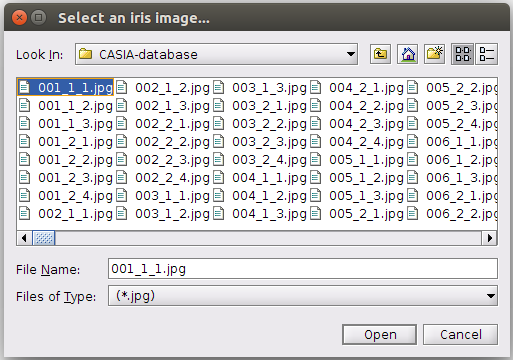 Select an iris image...
Look In: CASIA-database
001_1_1.jpg 002_1_2.jpg 003_1_3.jpg 004_2_1.jpg 005_2_2.jpg
001_1_2.jpg 002_1_3.jpg 003_2_1.jpg 004_2_2.jpg 005_2_3.jpg
001_1_3.jpg 002_2_1.jpg 003_2_2.jpg 004_2_3.jpg 005_2_4.jpg
001_2_1.jpg 002_2_2.jpg 003_2_3.jpg 004_2_4.jpg 006_1_1.jpg
001_2_2.jpg 002_2_3.jpg 003_2_4.jpg 005_1_1.jpg 006_1_2.jpg
001_2_3.jpg 002_2_4.jpg 004_1_1.jpg 005_1_2.jpg 006_1_3.jpg
001_2_4.jpg 003_1_1.jpg 004_1_2.jpg 005_1_3.jpg 006_2_1.jpg
002_1_1.jpg 003_1_2.jpg 004_1_3.jpg 005_2_1.jpg 006_2_2.jpg
File Name: 001_1_1.jpg
Files of Type: (*.jpg)
Open Cancel